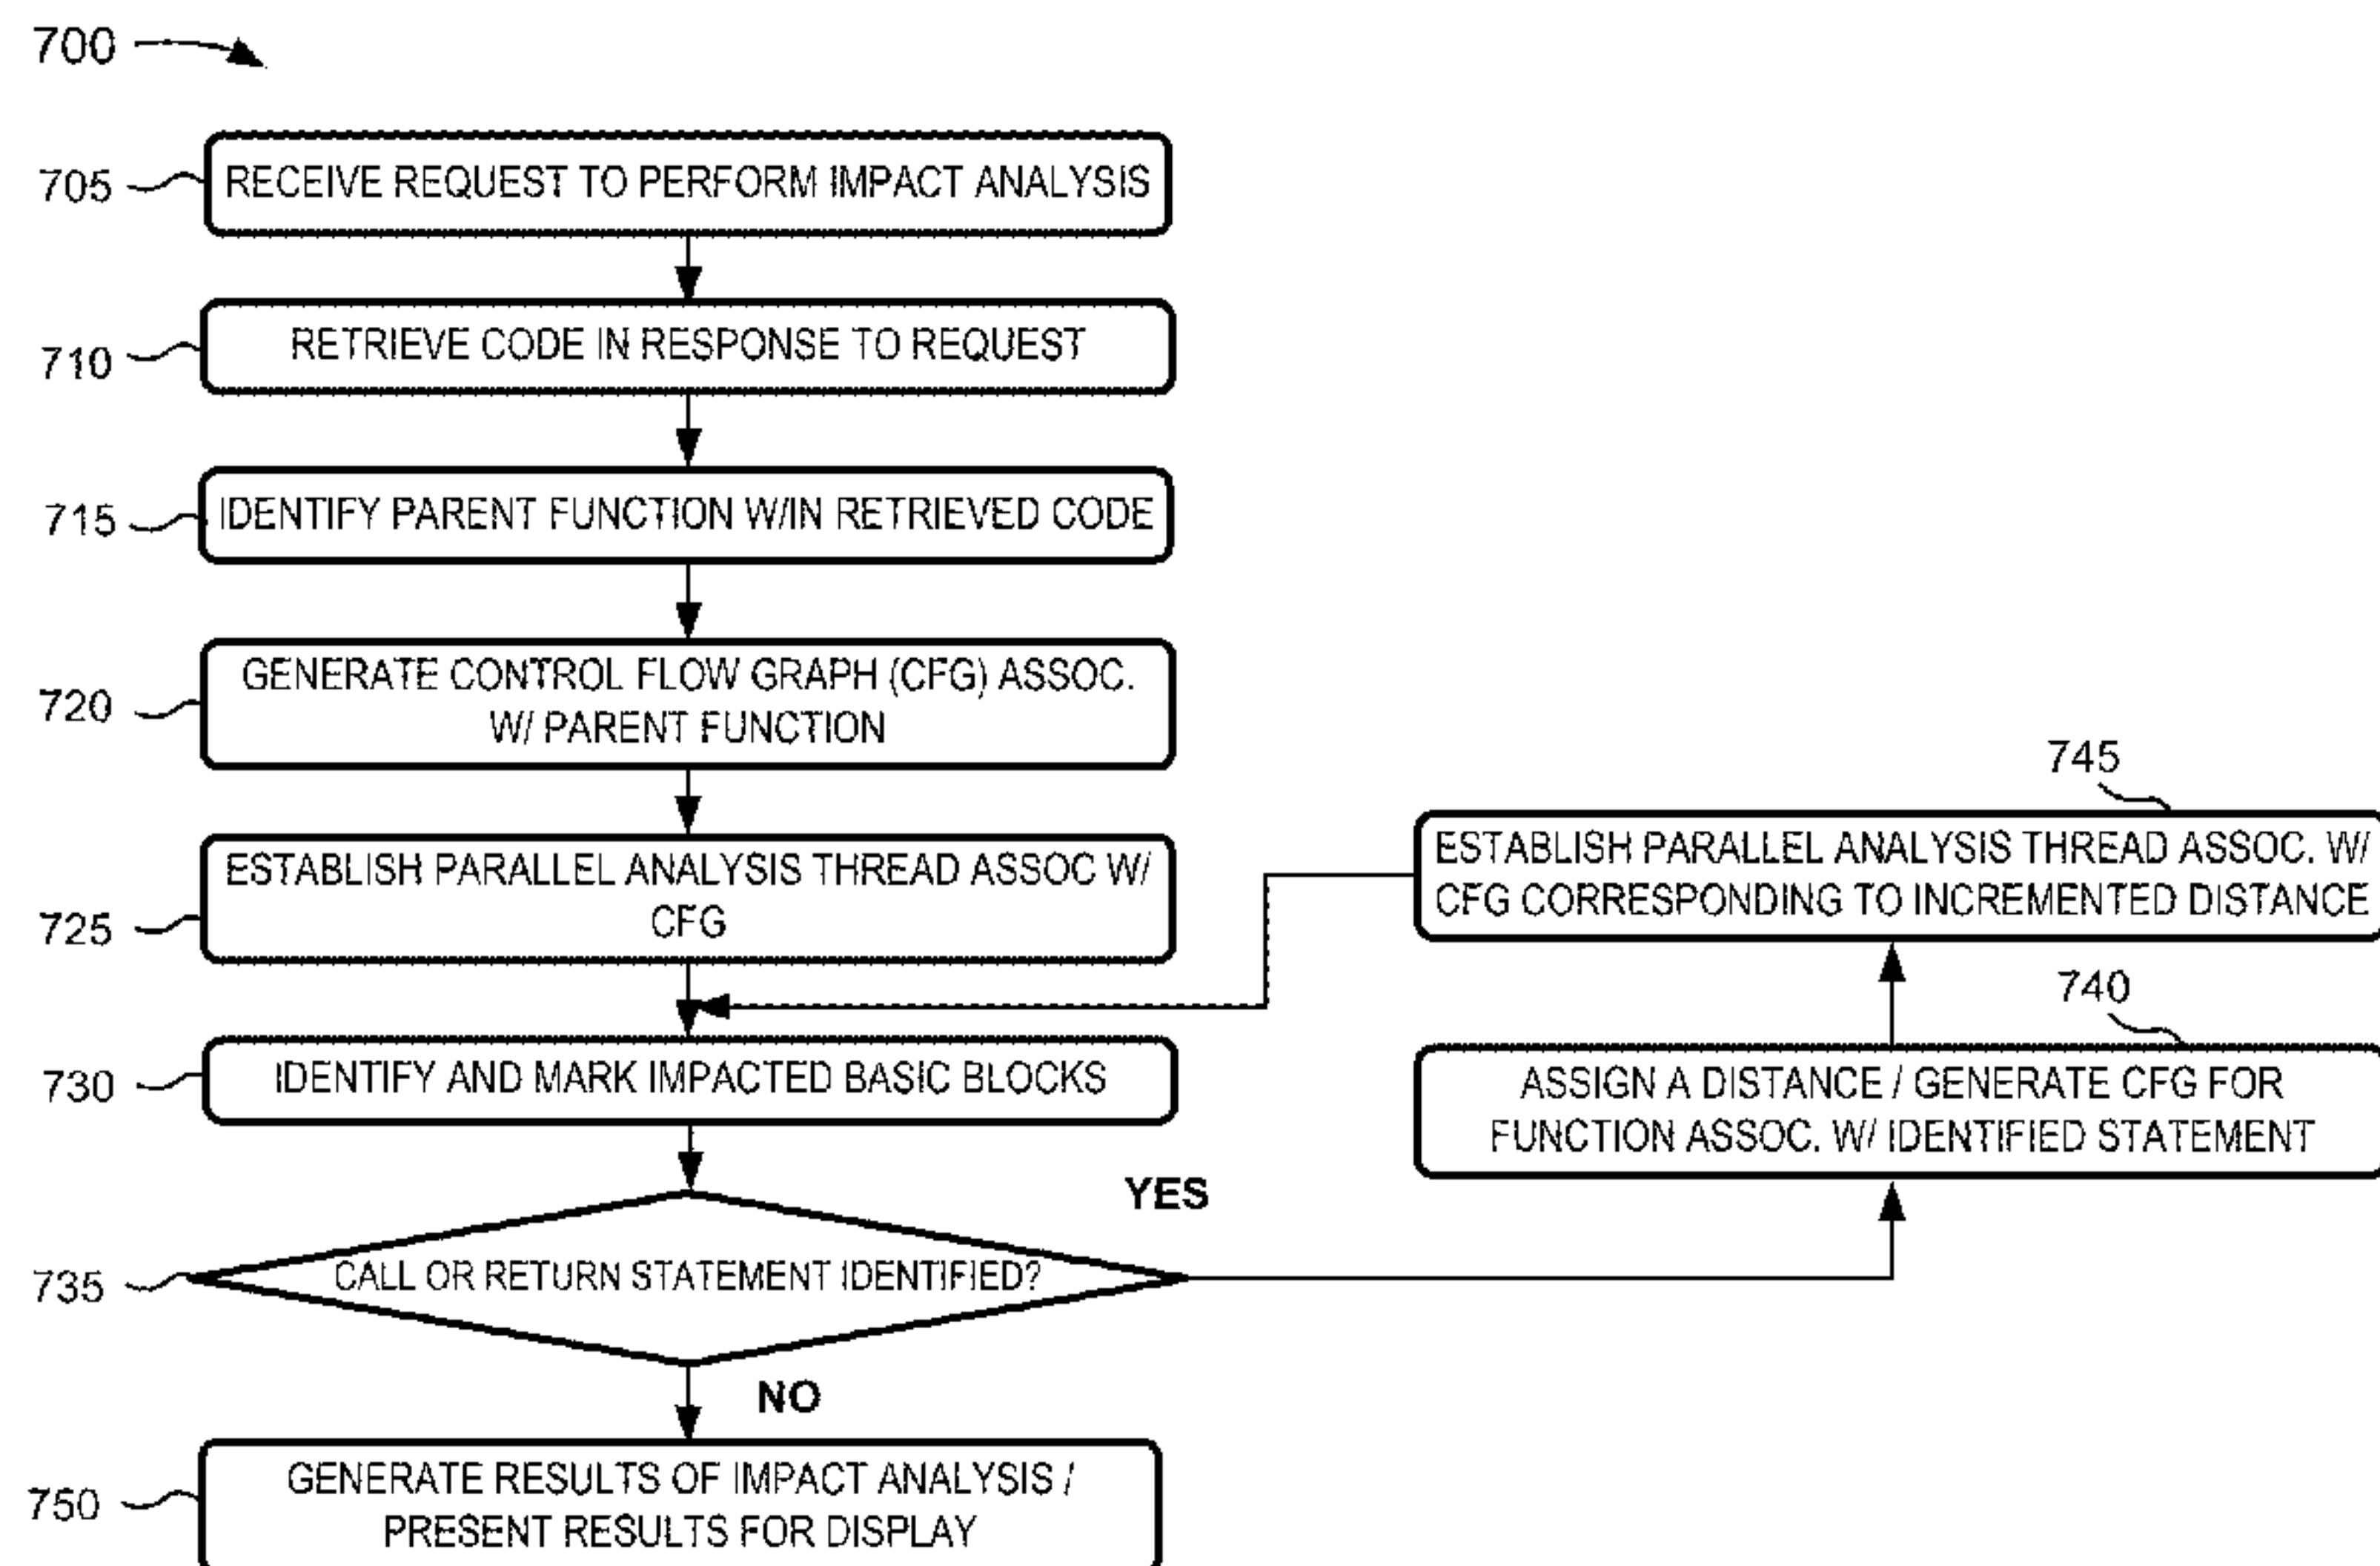 700
705
RECEIVE REQUEST TO PERFORM IMPACT ANALYSIS
710
RETRIEVE CODE IN RESPONSE TO REQUEST
715
IDENTIFY PARENT FUNCTION W/IN RETRIEVED CODE
720
GENERATE CONTROL FLOW GRAPH (CFG) ASSOC.
W/ PARENT FUNCTION
725
ESTABLISH PARALLEL ANALYSIS THREAD ASSOC W/
CFG
730
IDENTIFY AND MARK IMPACTED BASIC BLOCKS
735
CALL OR RETURN STATEMENT IDENTIFIED?
YES
740
ASSIGN A DISTANCE / GENERATE CFG FOR
FUNCTION ASSOC. W/ IDENTIFIED STATEMENT
745
ESTABLISH PARALLEL ANALYSIS THREAD ASSOC. W/
CFG CORRESPONDING TO INCREMENTED DISTANCE
NO
750
GENERATE RESULTS OF IMPACT ANALYSIS /
PRESENT RESULTS FOR DISPLAY